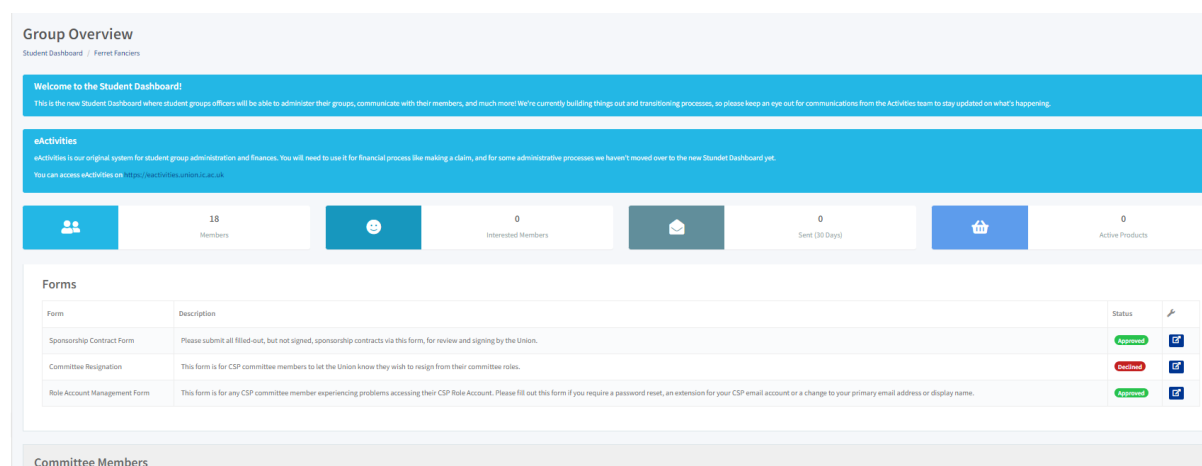 Group Overview
Student Dashboard / Ferret Fanciers
Welcome to the Student Dashboard!
This is the new Student Dashboard where student groups officers will be able to administer their groups, communicate with their members, and much more! We're currently building things out and transitioning processes, so please keep an eye out for communications from the Activities team to stay updated on what's happening.
eActivities
eActivities is our original system for student group administration and finances. You will need to use it for financial process like making a claim, and for some administrative processes we haven't moved over to the new Stundet Dashboard yet.
You can access eActivities on https://eactivities.union.ic.ac.uk
18
Members
0
Interested Members
0
Sent (30 Days)
0
Active Products
Forms
Form Description Status
Sponsorship Contract Form Please submit all filled-out, but not signed, sponsorship contracts via this form, for review and signing by the Union. Approved
Committee Resignation This form is for CSP committee members to let the Union know they wish to resign from their committee roles. Declined
Role Account Management Form This form is for any CSP committee member experiencing problems accessing their CSP Role Account. Please fill out this form if you require a password reset, an extension for your CSP email account or a change to your primary email address or display name. Approved
Committee Members